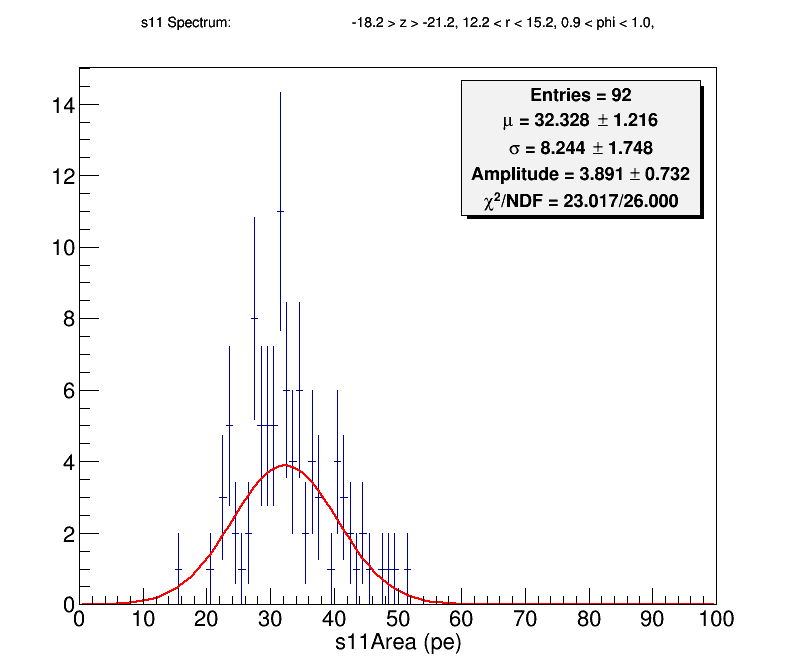 s11 Spectrum: -18.2 > z > -21.2, 12.2 < r < 15.2, 0.9 < phi < 1.0,
Entries = 92
μ = 32.328 ± 1.216
σ = 8.244 ± 1.748
Amplitude = 3.891 ± 0.732
χ²/NDF = 23.017/26.000
14
12
10
8
6
4
2
0
0 10 20 30 40 50 60 70 80 90 100
s11Area (pe)